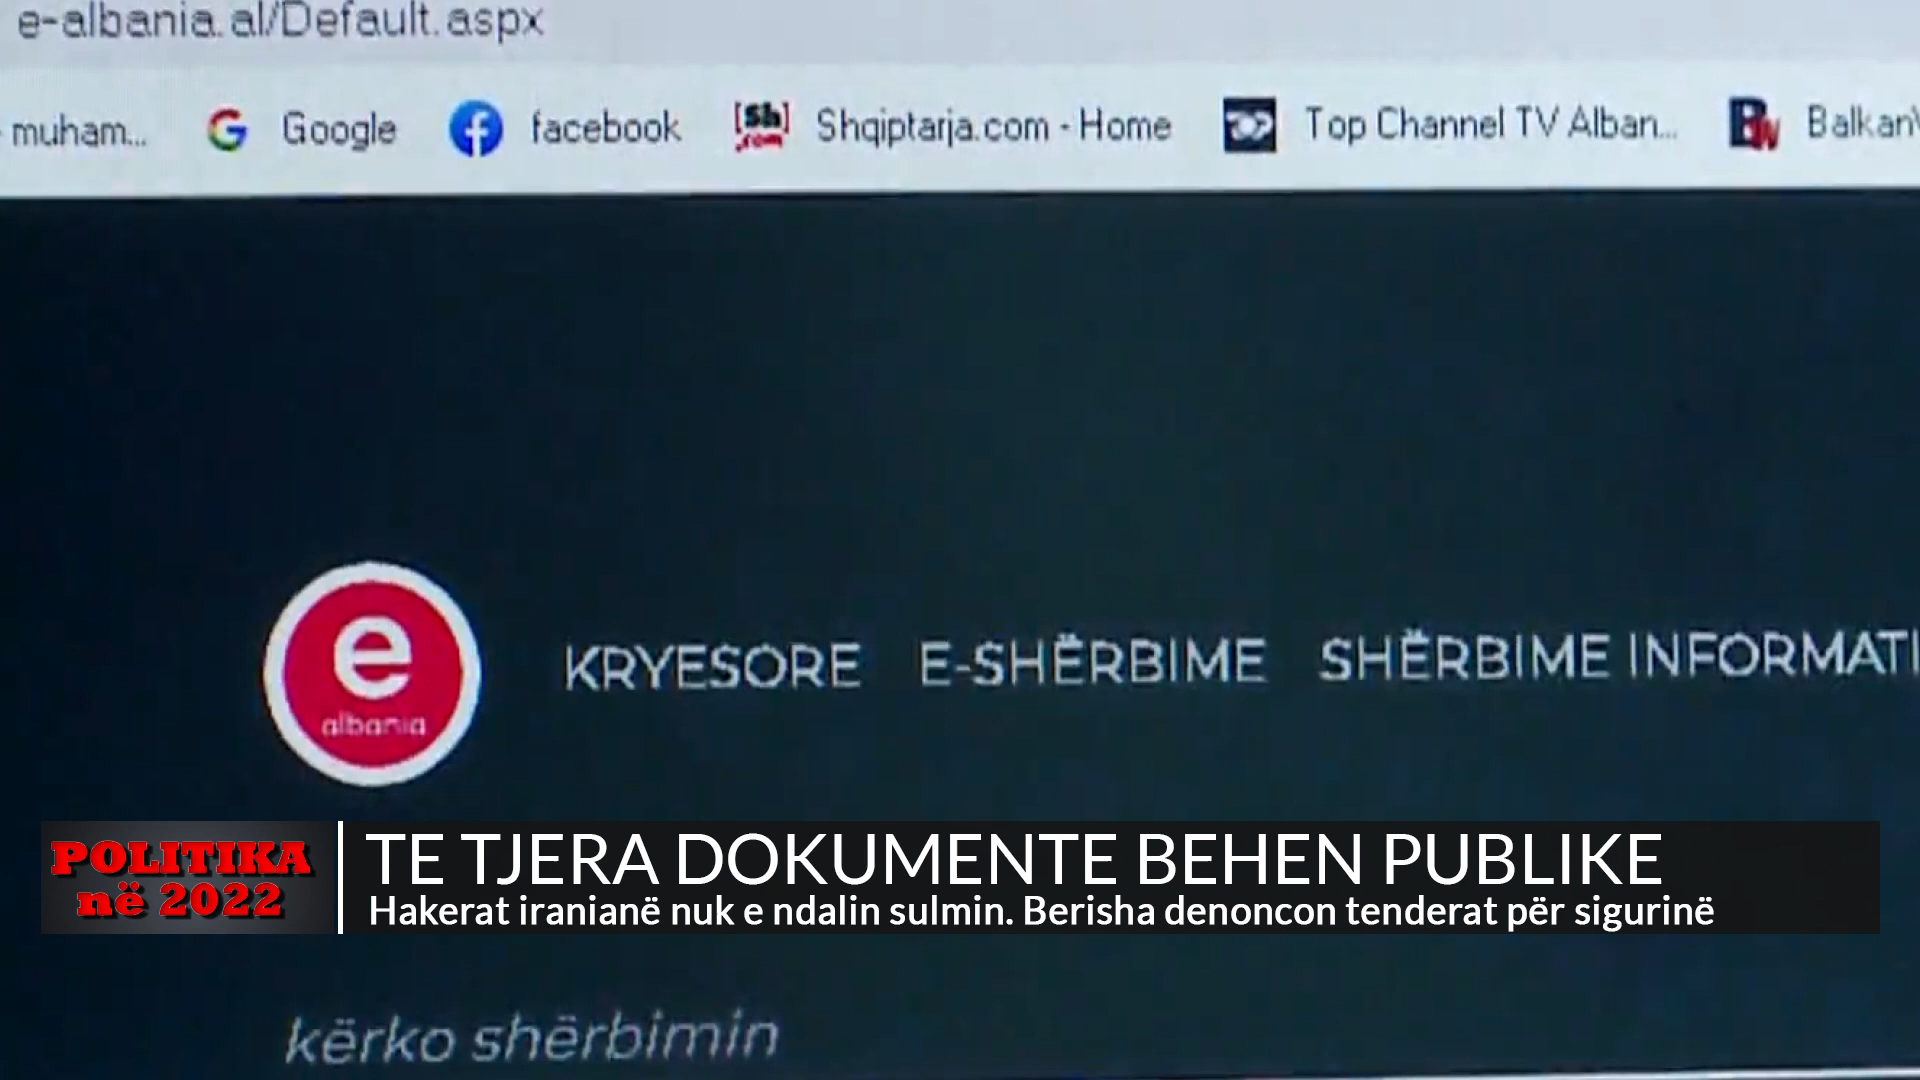 e-albania.al/Default.aspx
muham... Google facebook [Sh] .com Shqiptarja.com - Home Top Channel TV Alban... Balkan
e
albania
KRYESORE E-SHËRBIME SHËRBIME INFORMATI
POLITIKA
në 2022
TE TJERA DOKUMENTE BEHEN PUBLIKE
Hakerat iranianë nuk e ndalin sulmin. Berisha denoncon tenderat për sigurinë
kërko shërbimin